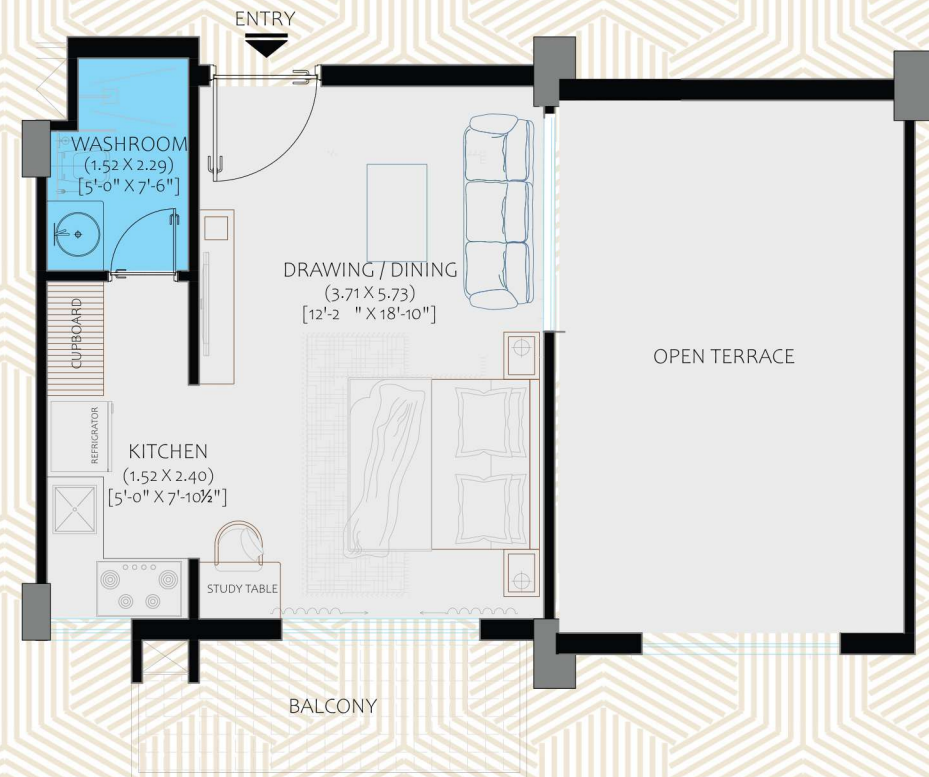 ENTRY
WASHROOM
(1.52 X 2.29)
[5'-0" X 7'-6"]
DRAWING / DINING
(3.71 X 5.73)
[12'-2 " X 18'-10"]
CUPBOARD
OPEN TERRACE
REFRIGRATOR
KITCHEN
(1.52 X 2.40)
[5'-0" X 7'-10½"]
STUDY TABLE
BALCONY